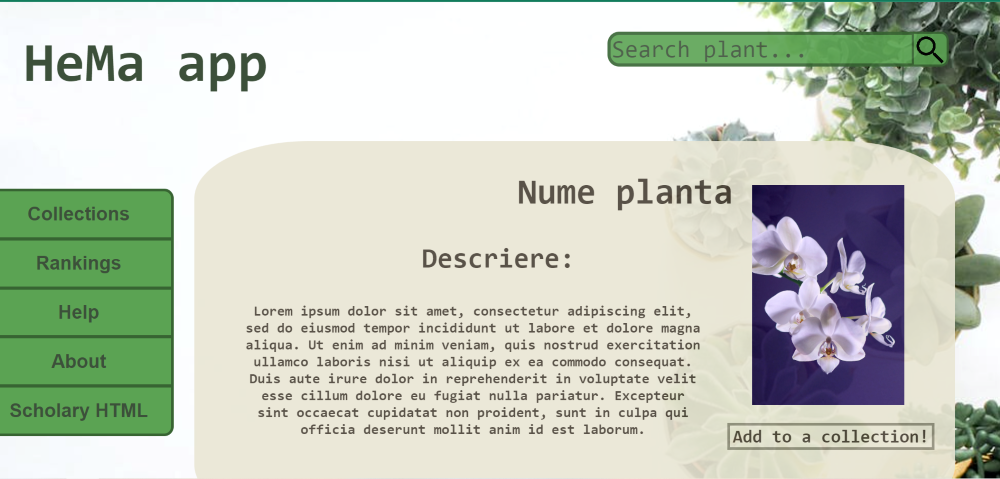 HeMa app
Search plant...
Collections
Rankings
Help
About
Scholary HTML
Nume planta
Descriere:
Lorem ipsum dolor sit amet, consectetur adipiscing elit,
sed do eiusmod tempor incididunt ut labore et dolore magna
aliqua. Ut enim ad minim veniam, quis nostrud exercitation
ullamco laboris nisi ut aliquip ex ea commodo consequat.
Duis aute irure dolor in reprehenderit in voluptate velit
esse cillum dolore eu fugiat nulla pariatur. Excepteur
sint occaecat cupidatat non proident, sunt in culpa qui
officia deserunt mollit anim id est laborum.
Add to a collection!